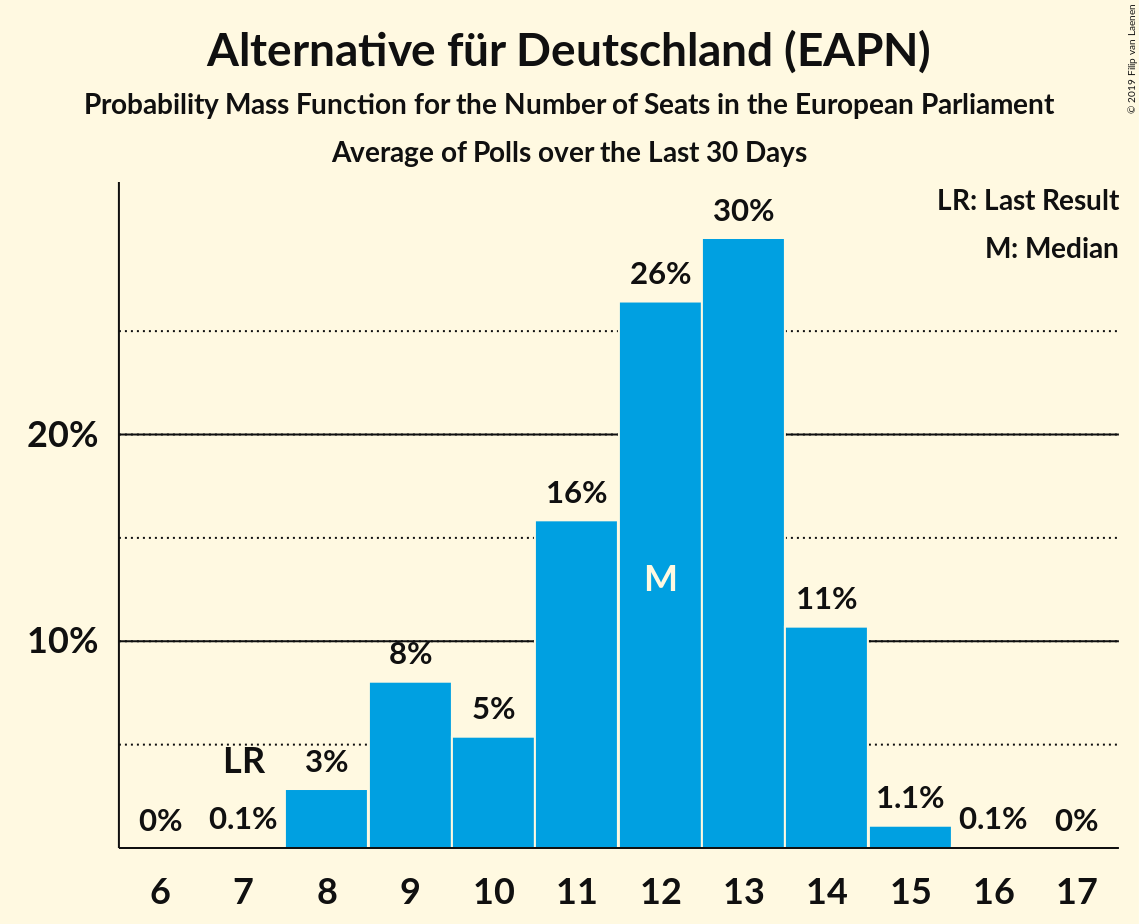 Alternative für Deutschland (EAPN)
Probability Mass Function for the Number of Seats in the European Parliament
Average of Polls over the Last 30 Days
© 2019 Filip van Laenen
LR: Last Result
M: Median
30%
26%
20%
16%
M
11%
10%
8%
5%
LR
3%
1.1%
0%
0.1%
0.1%
0%
6 7 8 9 10 11 12 13 14 15 16 17